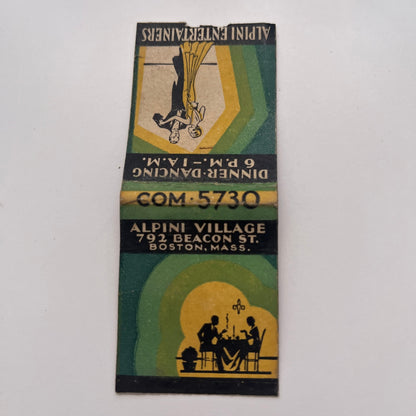 ALPINI ENTERTAINERS
DINNER-DANCING
6 P.M.-1 A.M.
COM-5730
ALPINI VILLAGE
792 BEACON ST.
BOSTON, MASS.